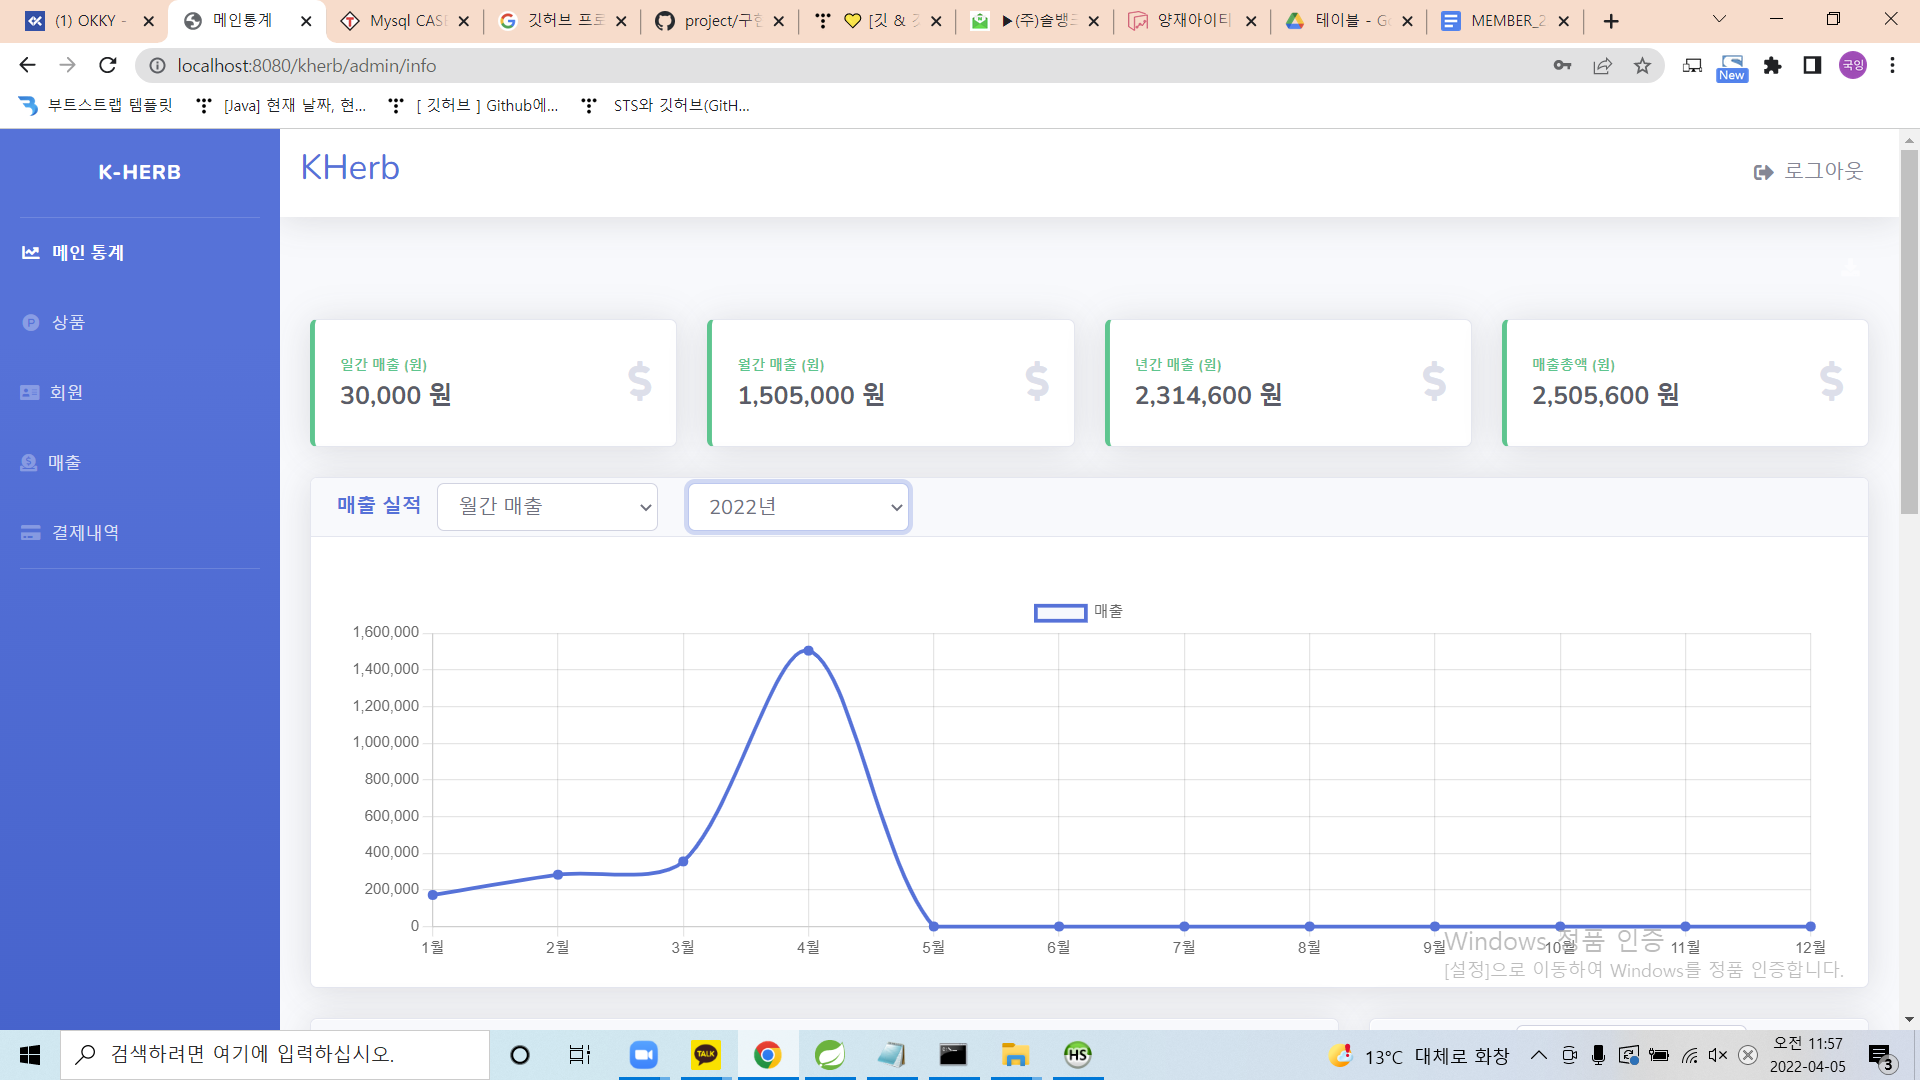 (1) OKKY -
메인통계
Mysql CAS
깃허브 프로
project/구현
[깃 &
▶(주)솔뱅크
양재아이티
테이블 - Go
MEMBER_2
localhost:8080/kherb/admin/info
New
국잉
부트스트랩 템플릿
[Java] 현재 날짜, 현...
[ 깃허브 ] Github에...
STS와 깃허브(GitH...
K-HERB
KHerb
로그아웃
메인 통계
상품
회원
매출
결제내역
일간 매출 (원)
30,000 원
월간 매출 (원)
1,505,000 원
년간 매출 (원)
2,314,600 원
매출총액 (원)
2,505,600 원
매출 실적
월간 매출
2022년
매출
1,600,000
1,400,000
1,200,000
1,000,000
800,000
600,000
400,000
200,000
0
1월 2월 3월 4월 5월 6월 7월 8월 9월 10월 11월 12월
Windows 정품 인증
[설정]으로 이동하여 Windows를 정품 인증합니다.
검색하려면 여기에 입력하십시오.
TALK
HS
13°C 대체로 화창
오전 11:57
2022-04-05
3